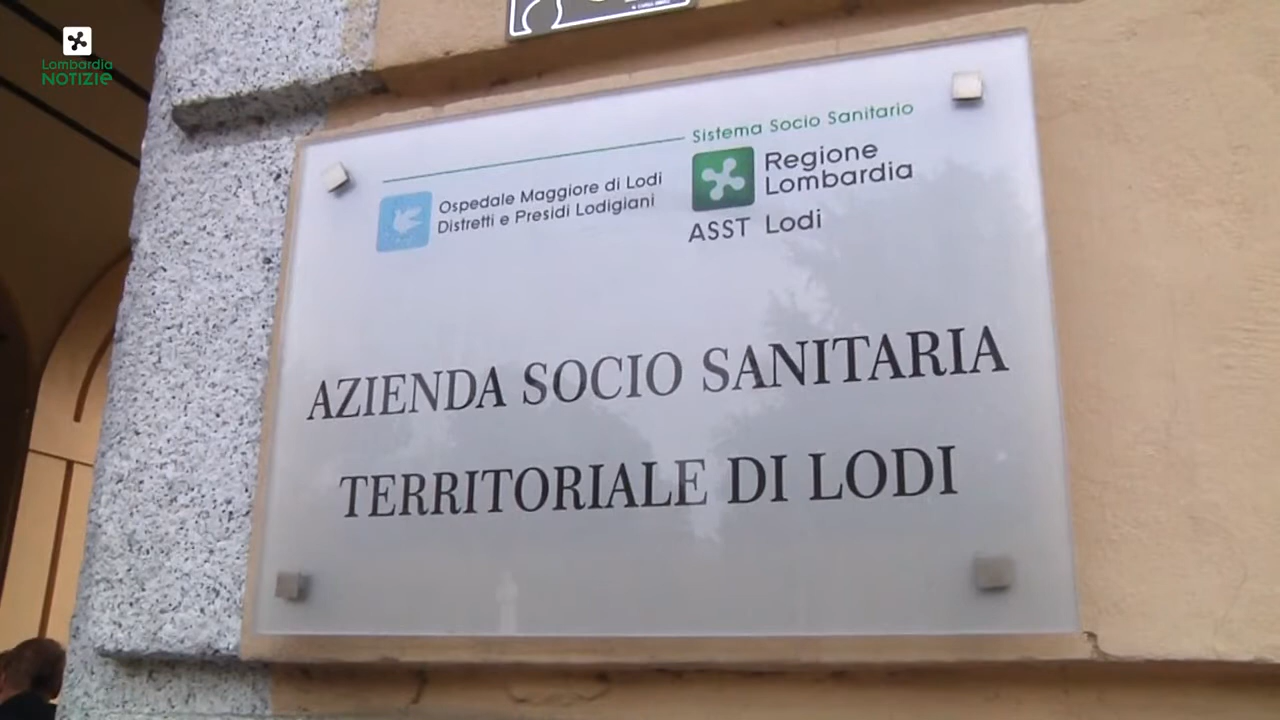 Lombardia
NOTIZIE
Sistema Socio Sanitario
Ospedale Maggiore di Lodi
Distretti e Presidi Lodigiani
Regione
Lombardia
ASST Lodi
AZIENDA SOCIO SANITARIA
TERRITORIALE DI LODI